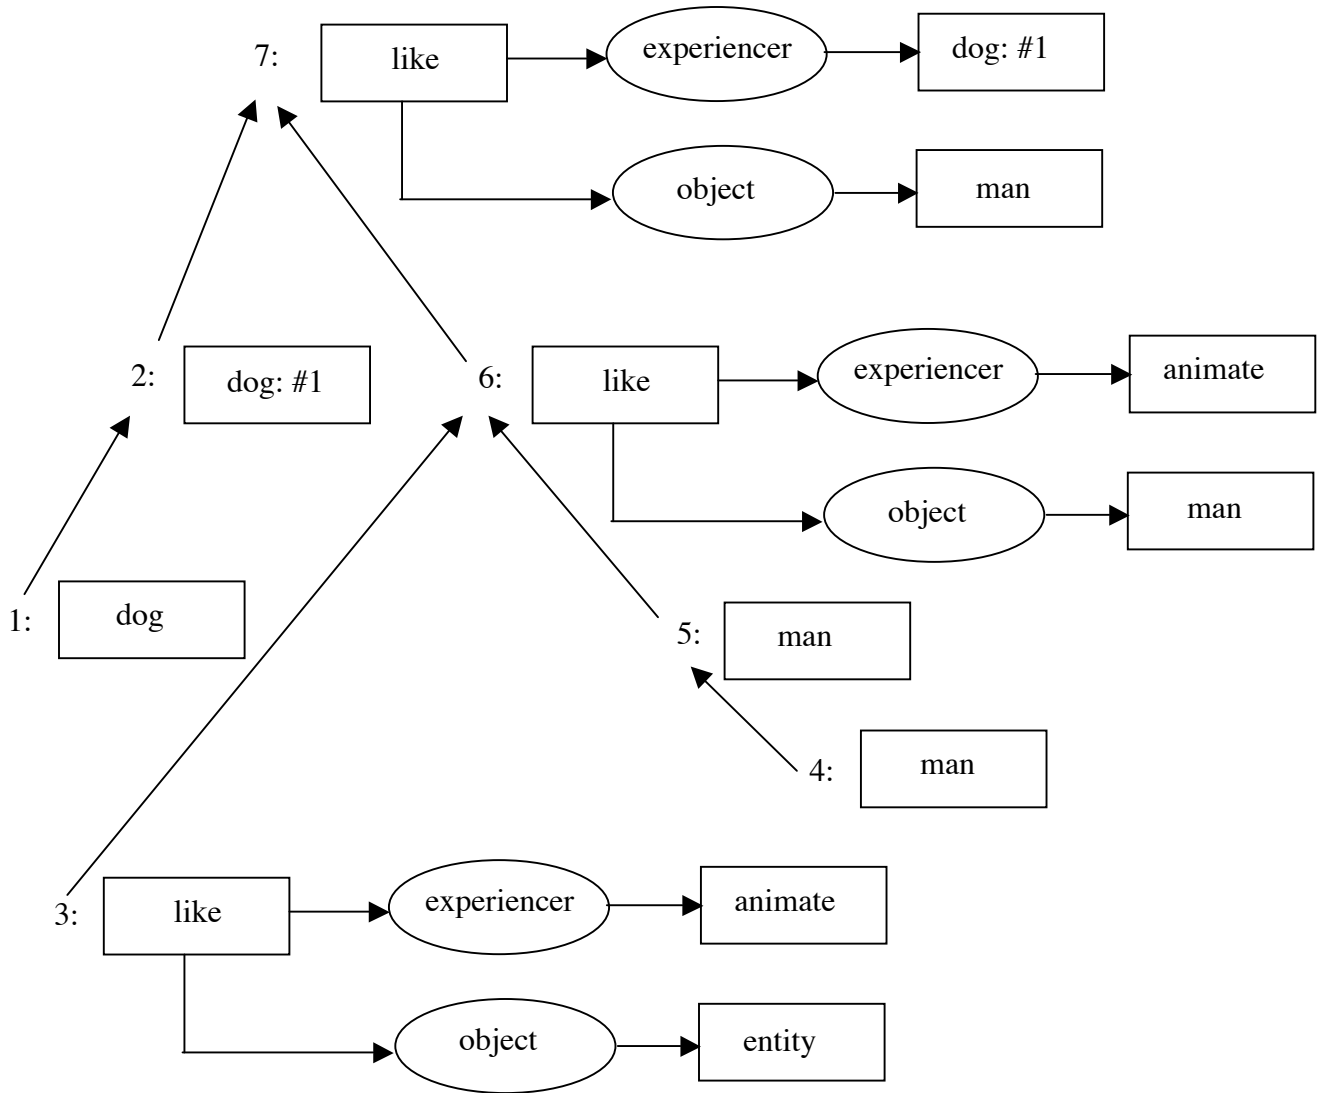 7: like experiencer dog: #1
object man
2: dog: #1 6: like experiencer animate
object man
1: dog 5: man
4: man
3: like experiencer animate
object entity